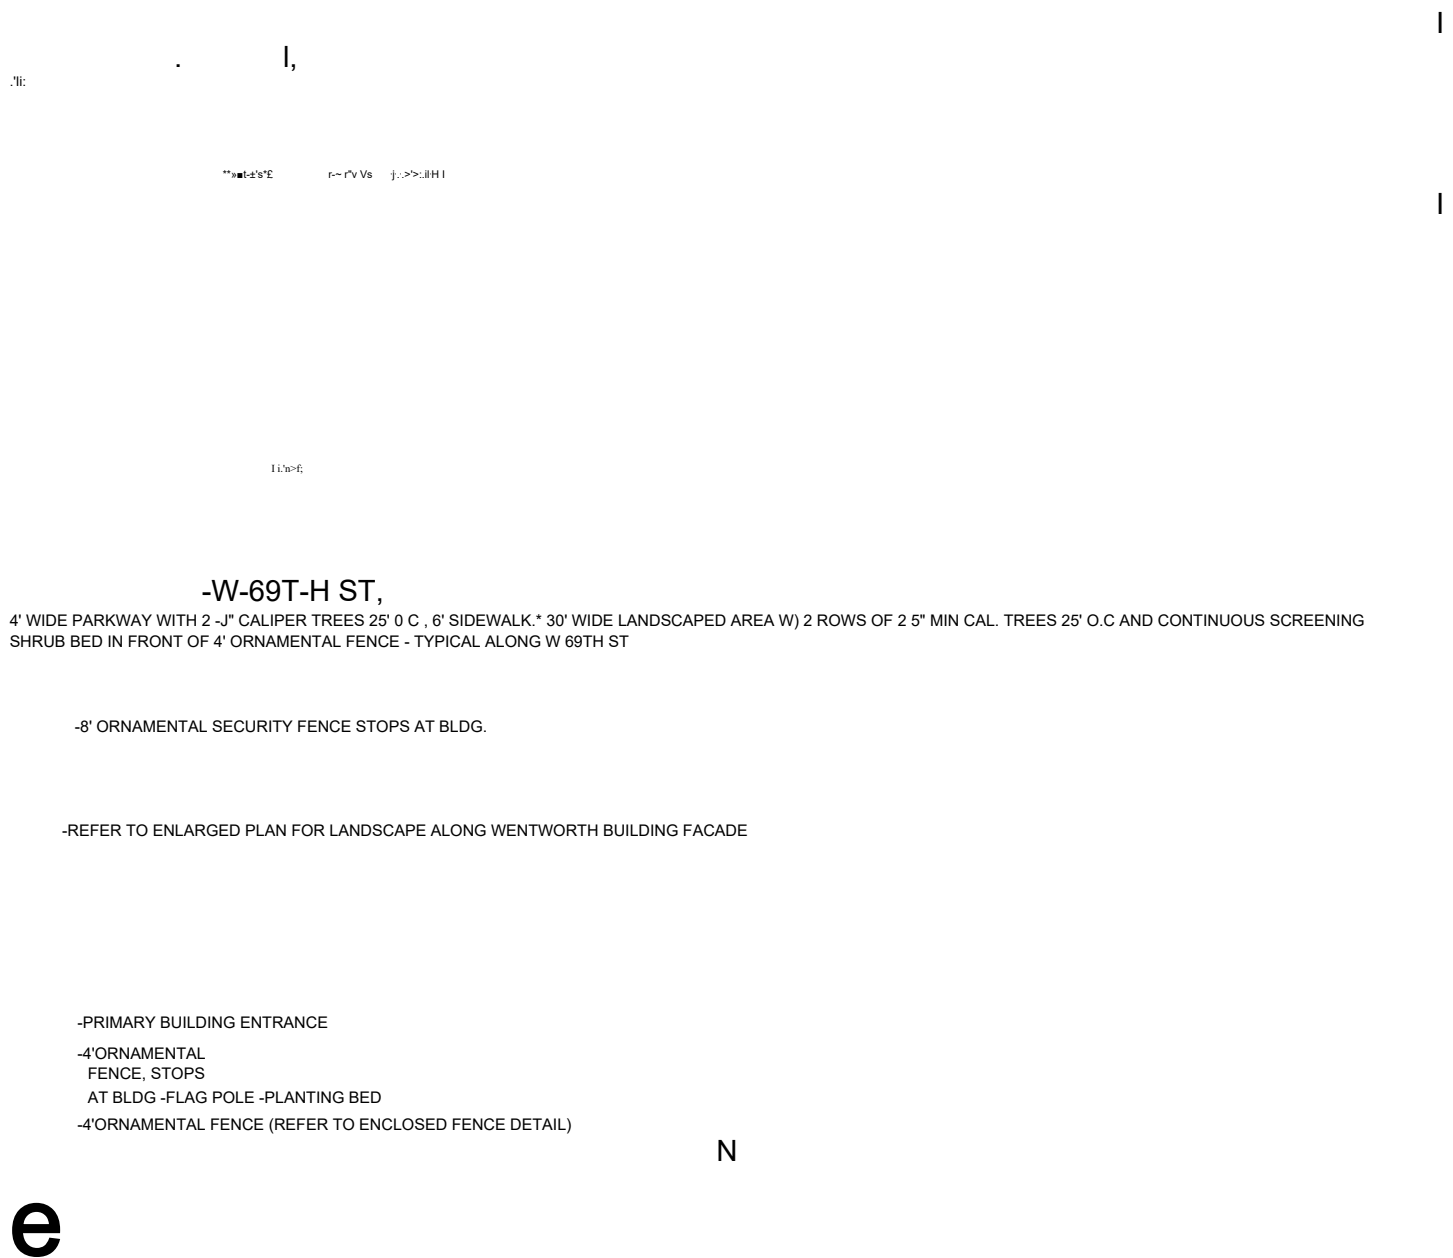 I
. I,
.'li:
**»■t-±'s*£ r-~ r"v Vs ·j·.·.>'>:.il·H I
I
I i.'n>f;
-W-69T-H ST,
4' WIDE PARKWAY WITH 2 -J" CALIPER TREES 25' 0 C , 6' SIDEWALK.* 30' WIDE LANDSCAPED AREA W) 2 ROWS OF 2 5" MIN CAL. TREES 25' O.C AND CONTINUOUS SCREENING
SHRUB BED IN FRONT OF 4' ORNAMENTAL FENCE - TYPICAL ALONG W 69TH ST
-8' ORNAMENTAL SECURITY FENCE STOPS AT BLDG.
-REFER TO ENLARGED PLAN FOR LANDSCAPE ALONG WENTWORTH BUILDING FACADE
-PRIMARY BUILDING ENTRANCE
-4'ORNAMENTAL
FENCE, STOPS
AT BLDG -FLAG POLE -PLANTING BED
-4'ORNAMENTAL FENCE (REFER TO ENCLOSED FENCE DETAIL)
N
e